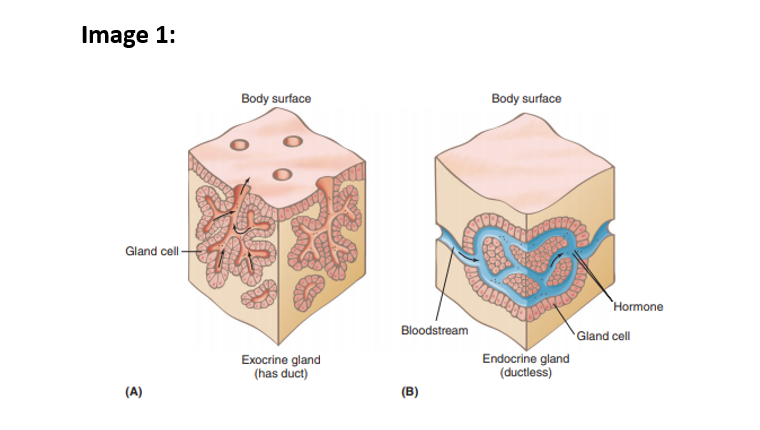 Image 1:
Body surface
Gland cell
Exocrine gland
(has duct)
(A)
Body surface
Bloodstream
Hormone
Gland cell
Endocrine gland
(ductless)
(B)